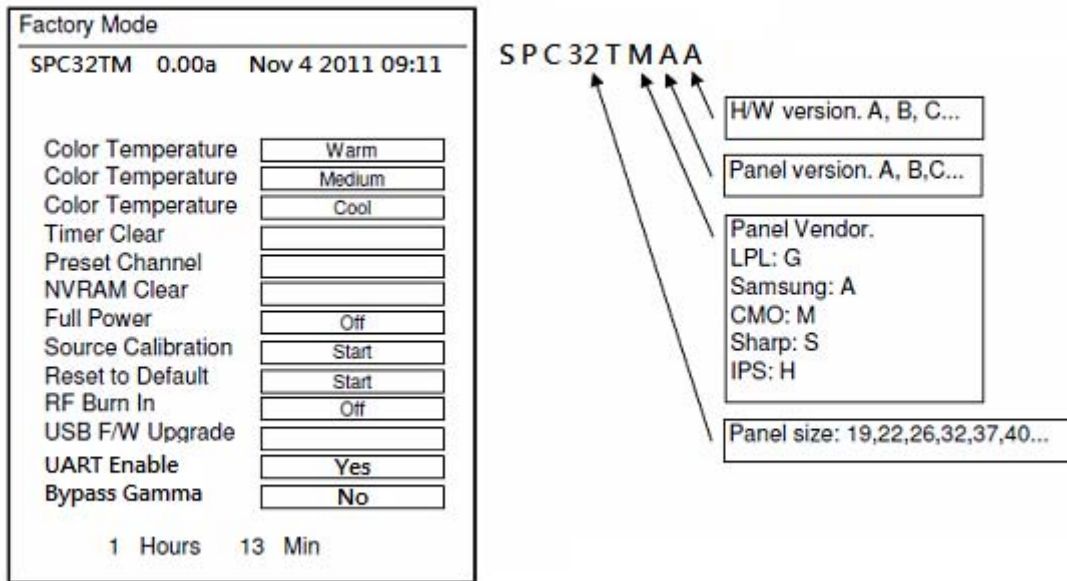 Factory Mode
SPC32TM 0.00a Nov 4 2011 09:11
Color Temperature Warm
Color Temperature Medium
Color Temperature Cool
Timer Clear
Preset Channel
NVRAM Clear
Full Power Off
Source Calibration Start
Reset to Default Start
RF Burn In Off
USB F/W Upgrade
UART Enable Yes
Bypass Gamma No
1 Hours 13 Min
S P C 32 T M A A
H/W version. A, B, C...
Panel version. A, B,C...
Panel Vendor.
LPL: G
Samsung: A
CMO: M
Sharp: S
IPS: H
Panel size: 19,22,26,32,37,40...